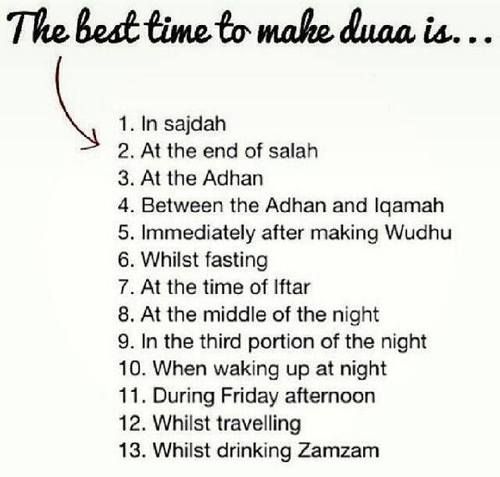 The best time to make duaa is...
1. In sajdah
2. At the end of salah
3. At the Adhan
4. Between the Adhan and Iqamah
5. Immediately after making Wudhu
6. Whilst fasting
7. At the time of Iftar
8. At the middle of the night
9. In the third portion of the night
10. When waking up at night
11. During Friday afternoon
12. Whilst travelling
13. Whilst drinking Zamzam